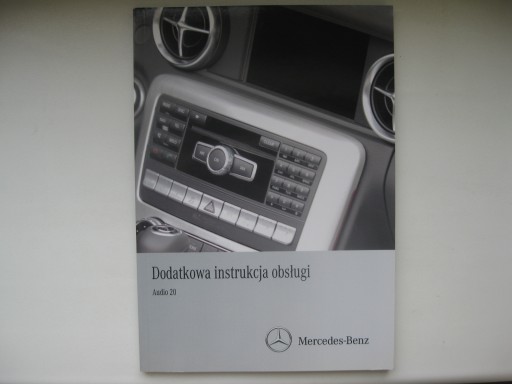 Dodatkowa instrukcja obsługi
Audio 20
Mercedes-Benz